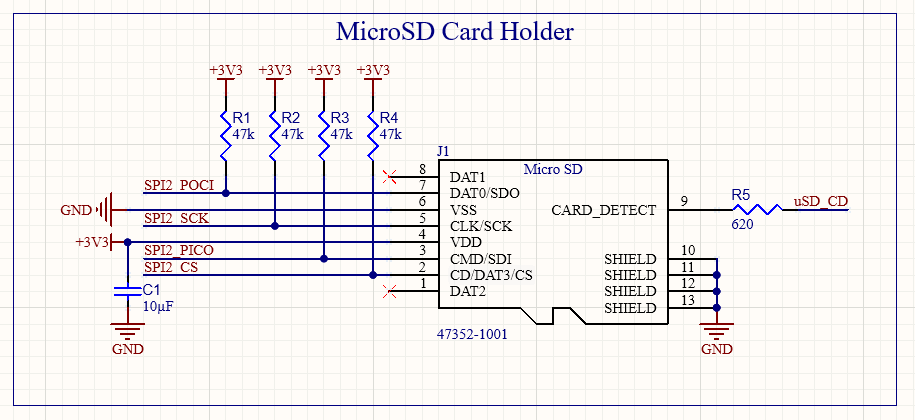 MicroSD Card Holder
+3V3 +3V3 +3V3 +3V3
R1 R2 R3 R4
47k 47k 47k 47k
J1
Micro SD
8 DAT1
SPI2_POCI 7 DAT0/SDO
R5
GND 6 VSS CARD_DETECT 9 uSD_CD
620
SPI2_SCK 5 CLK/SCK
+3V3 4 VDD
SPI2_PICO 3 CMD/SDI SHIELD 10
SPI2_CS 2 CD/DAT3/CS SHIELD 11
C1 1 DAT2 SHIELD 12
10µF SHIELD 13
47352-1001
GND GND